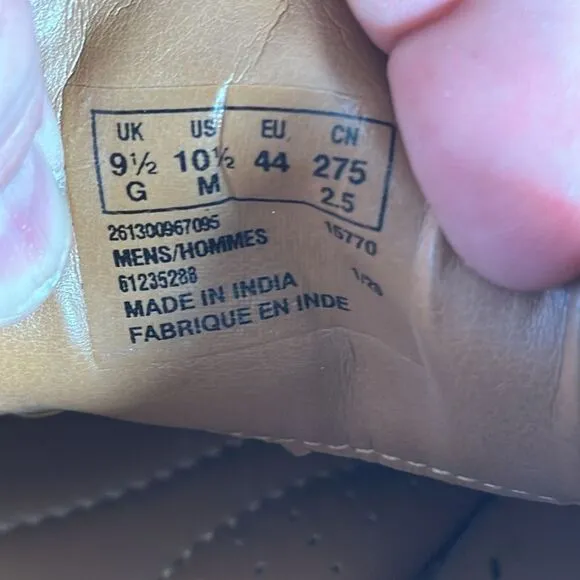 UK US EU CN
9½ 10½ 44 275
G M 2.5
261300967095 15770
MENS/HOMMES
61235288 1/23
MADE IN INDIA
FABRIQUE EN INDE